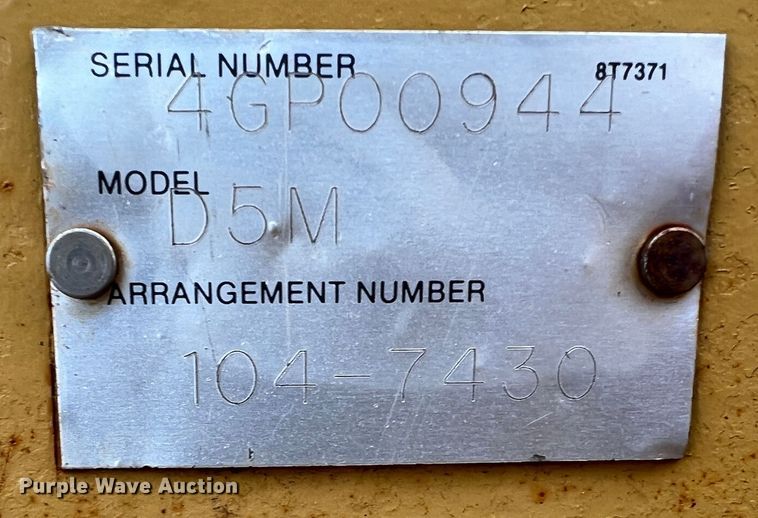 SERIAL NUMBER 8T7371
4GP00944
MODEL
D5M
ARRANGEMENT NUMBER
104-7430
Purple Wave Auction